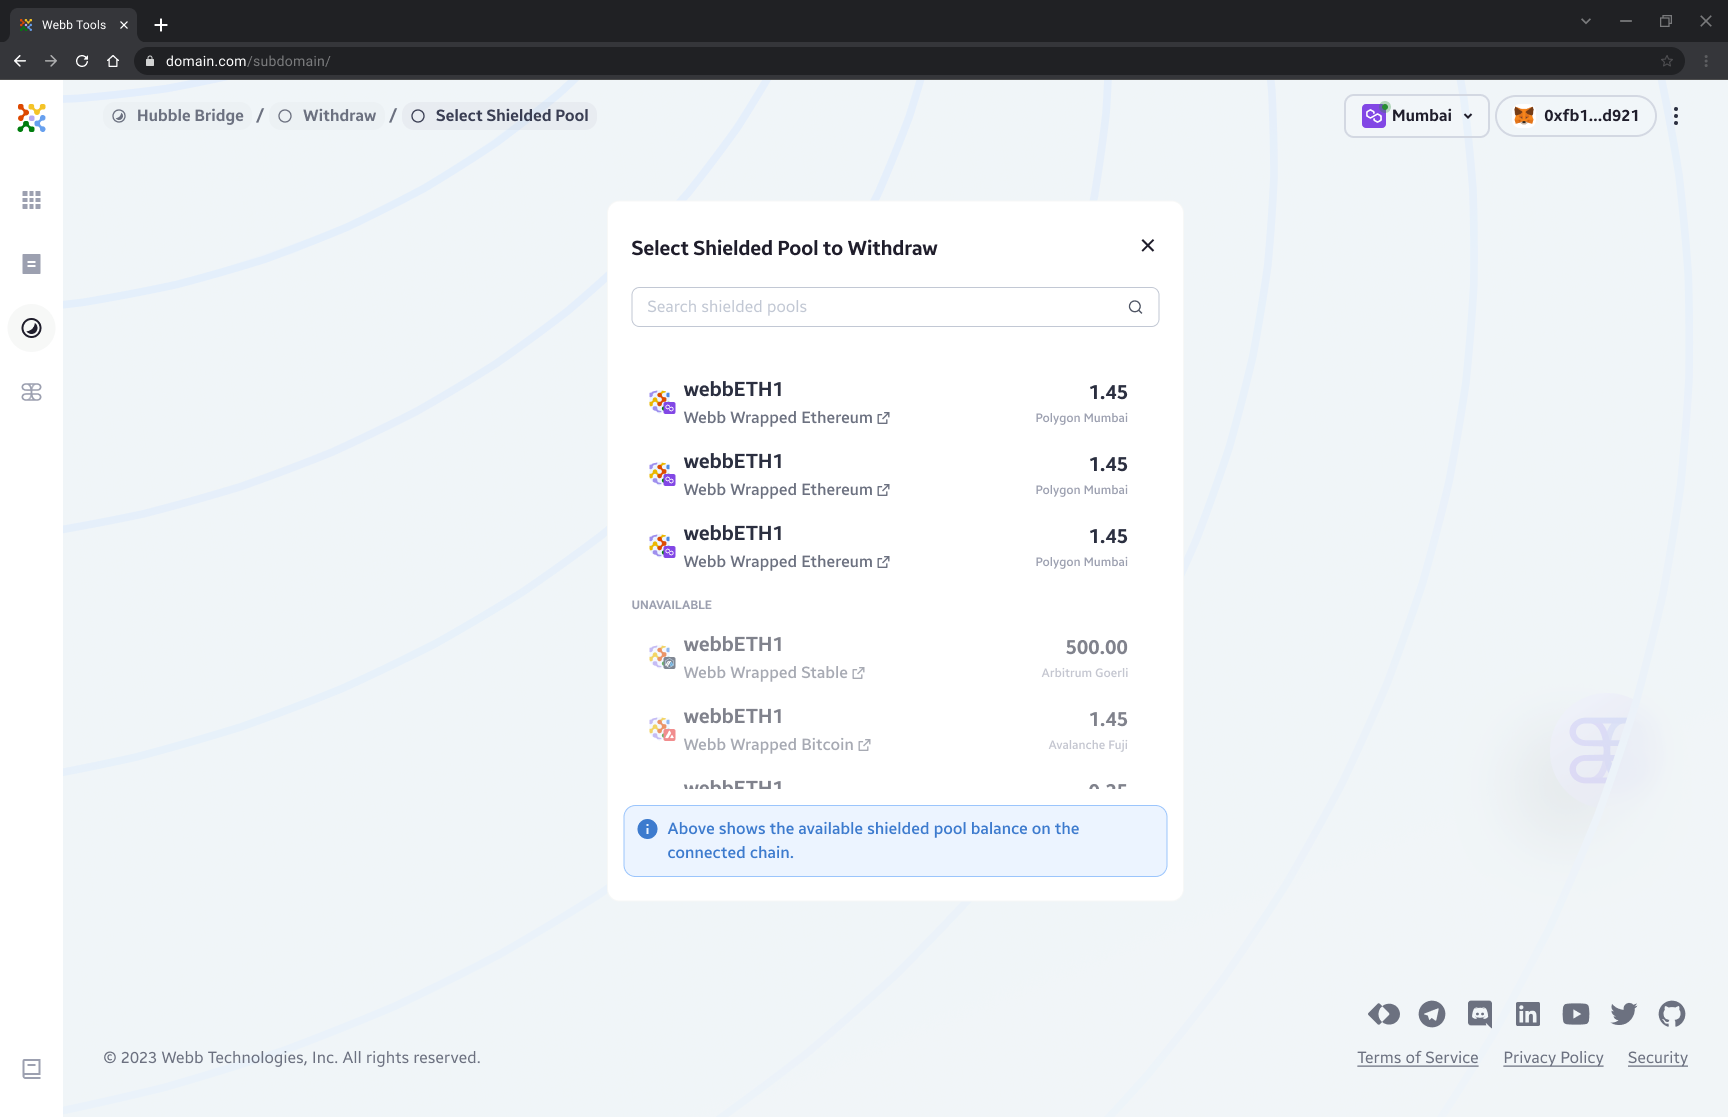 Webb Tools
domain.com/subdomain/
Hubble Bridge / Withdraw / Select Shielded Pool
Mumbai
0xfb1...d921
Select Shielded Pool to Withdraw
Search shielded pools
webbETH1
1.45
Webb Wrapped Ethereum
Polygon Mumbai
webbETH1
1.45
Webb Wrapped Ethereum
Polygon Mumbai
webbETH1
1.45
Webb Wrapped Ethereum
Polygon Mumbai
UNAVAILABLE
webbETH1
500.00
Webb Wrapped Stable
Arbitrum Goerli
webbETH1
1.45
Webb Wrapped Bitcoin
Avalanche Fuji
webbETH1
Above shows the available shielded pool balance on the
connected chain.
© 2023 Webb Technologies, Inc. All rights reserved.
Terms of Service
Privacy Policy
Security